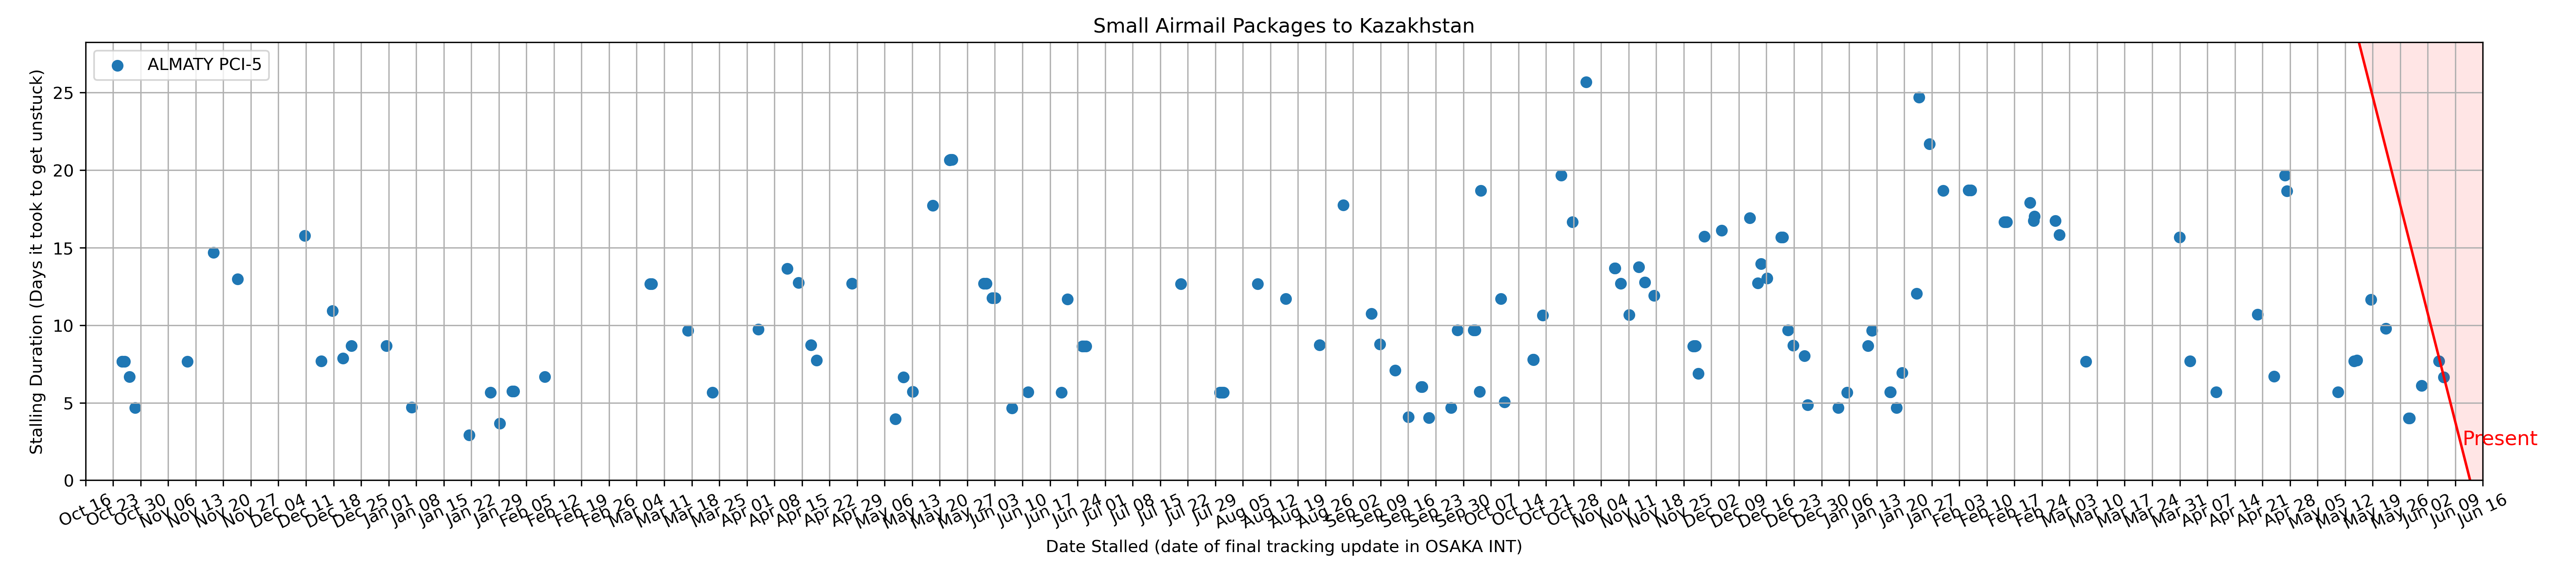 Small Airmail Packages to Kazakhstan
ALMATY PCI-5
Stalling Duration (Days it took to get unstuck)
25
20
15
10
5
0
Present
Oct 16
Oct 23
Oct 30
Nov 06
Nov 13
Nov 20
Nov 27
Dec 04
Dec 11
Dec 18
Dec 25
Jan 01
Jan 08
Jan 15
Jan 22
Jan 29
Feb 05
Feb 12
Feb 19
Feb 26
Mar 04
Mar 11
Mar 18
Mar 25
Apr 01
Apr 08
Apr 15
Apr 22
Apr 29
May 06
May 13
May 20
May 27
Jun 03
Jun 10
Jun 17
Jun 24
Jul 01
Jul 08
Jul 15
Jul 22
Jul 29
Aug 05
Aug 12
Aug 19
Aug 26
Sep 02
Sep 09
Sep 16
Sep 23
Sep 30
Oct 07
Oct 14
Oct 21
Oct 28
Nov 04
Nov 11
Nov 18
Nov 25
Dec 02
Dec 09
Dec 16
Dec 23
Dec 30
Jan 06
Jan 13
Jan 20
Jan 27
Feb 03
Feb 10
Feb 17
Feb 24
Mar 03
Mar 10
Mar 17
Mar 24
Mar 31
Apr 07
Apr 14
Apr 21
Apr 28
May 05
May 12
May 19
May 26
Jun 02
Jun 09
Jun 16
Date Stalled (date of final tracking update in OSAKA INT)